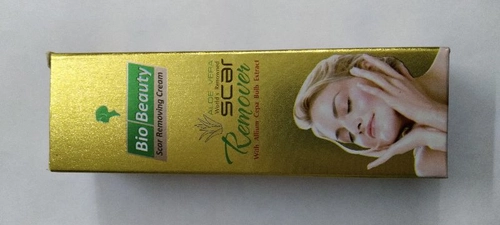 Bio Beauty
Scar Removing Cream
ALOE VERA
World's Renowned
scar
Remover
With Allium Cepa Bulb Extract